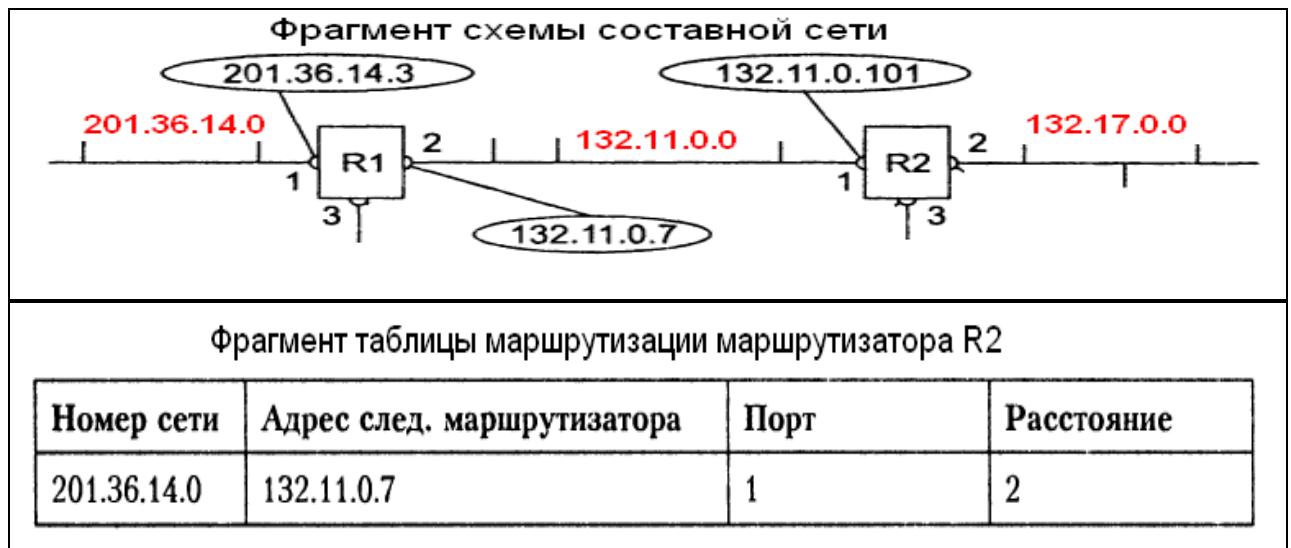 Фрагмент схемы составной сети
201.36.14.3
132.11.0.101
201.36.14.0
132.11.0.0
132.17.0.0
R1
2
R2
2
1
1
3
3
132.11.0.7
Фрагмент таблицы маршрутизации маршрутизатора R2
Номер сети Адрес след. маршрутизатора Порт Расстояние
201.36.14.0 132.11.0.7 1 2